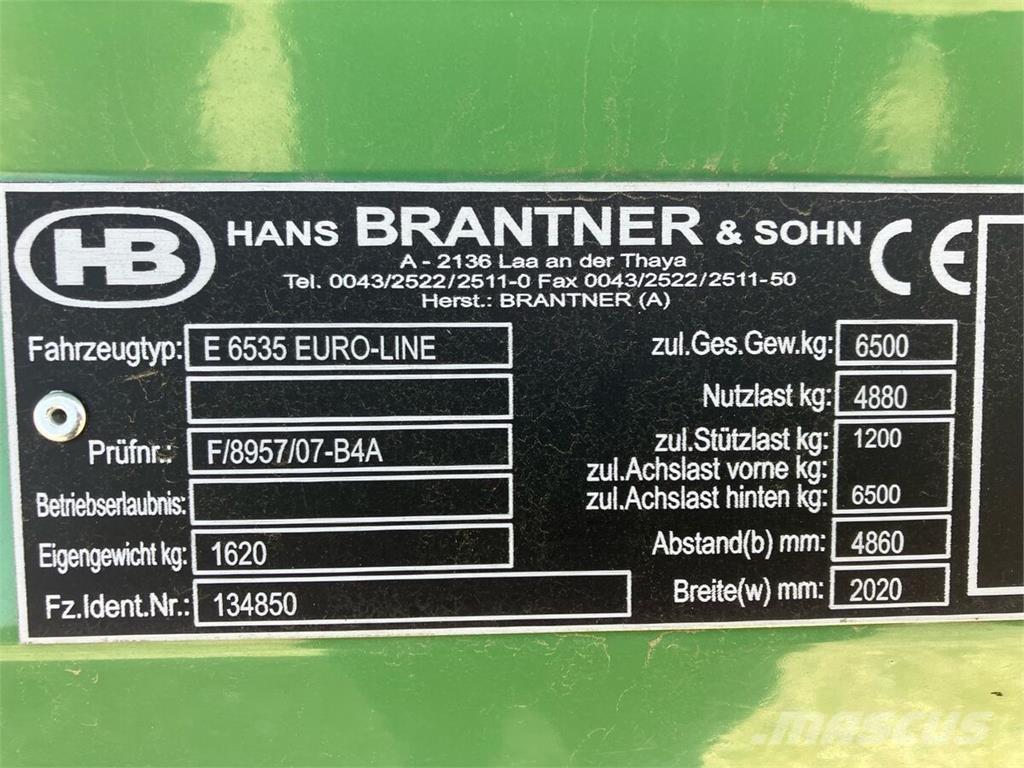 HB
HANS BRANTNER & SOHN CE
A - 2136 Laa an der Thaya
Tel. 0043/2522/2511-0 Fax 0043/2522/2511-50
Herst.: BRANTNER (A)
Fahrzeugtyp: E 6535 EURO-LINE
Prüfnr.: F/8957/07-B4A
Betriebserlaubnis:
Eigengewicht kg: 1620
Fz.Ident.Nr.: 134850
zul.Ges.Gew.kg: 6500
Nutzlast kg: 4880
zul.Stützlast kg: 1200
zul.Achslast vorne kg:
zul.Achslast hinten kg: 6500
Abstand(b) mm: 4860
Breite(w) mm: 2020
mascus